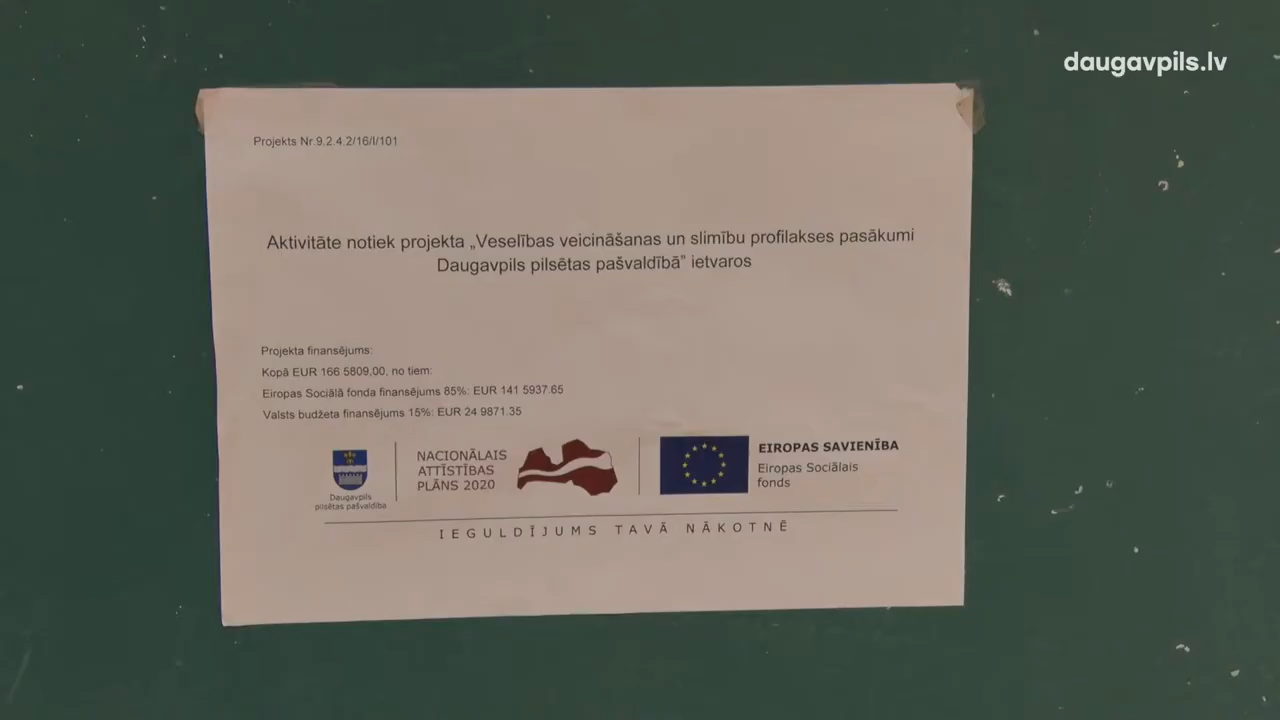 daugavpils.lv
Projekts Nr.9.2.4.2/16/I/101
Aktivitāte notiek projekta „Veselības veicināšanas un slimību profilakses pasākumi
Daugavpils pilsētas pašvaldībā” ietvaros
Projekta finansējums:
Kopā EUR 166 5809,00, no tiem:
Eiropas Sociālā fonda finansējums 85%: EUR 141 5937.65
Valsts budžeta finansējums 15%: EUR 24 9871.35
Daugavpils
pilsētas pašvaldība
NACIONĀLAIS
ATTĪSTĪBAS
PLĀNS 2020
EIROPAS SAVIENĪBA
Eiropas Sociālais
fonds
IEGULDĪJUMS TAVĀ NĀKOTNĒ